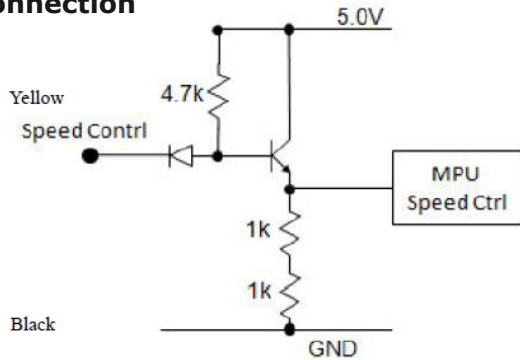 onnection
5.0V
Yellow
4.7k
Speed Contrl
MPU
Speed Ctrl
1k
1k
Black
GND